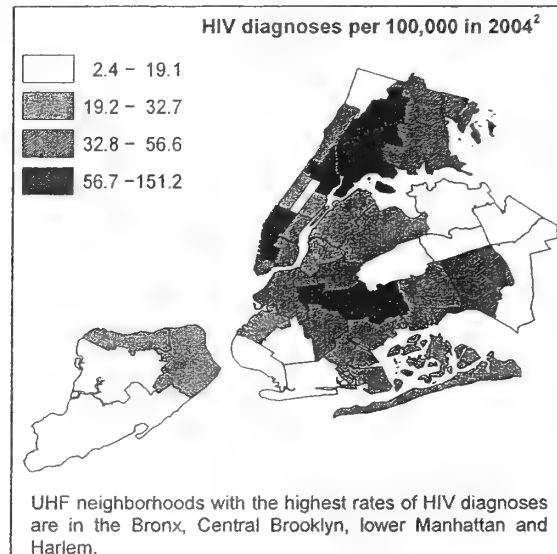 HIV diagnoses per 100,000 in 2004²
2.4 – 19.1
19.2 – 32.7
32.8 – 56.6
56.7 –151.2
UHF neighborhoods with the highest rates of HIV diagnoses
are in the Bronx, Central Brooklyn, lower Manhattan and
Harlem.